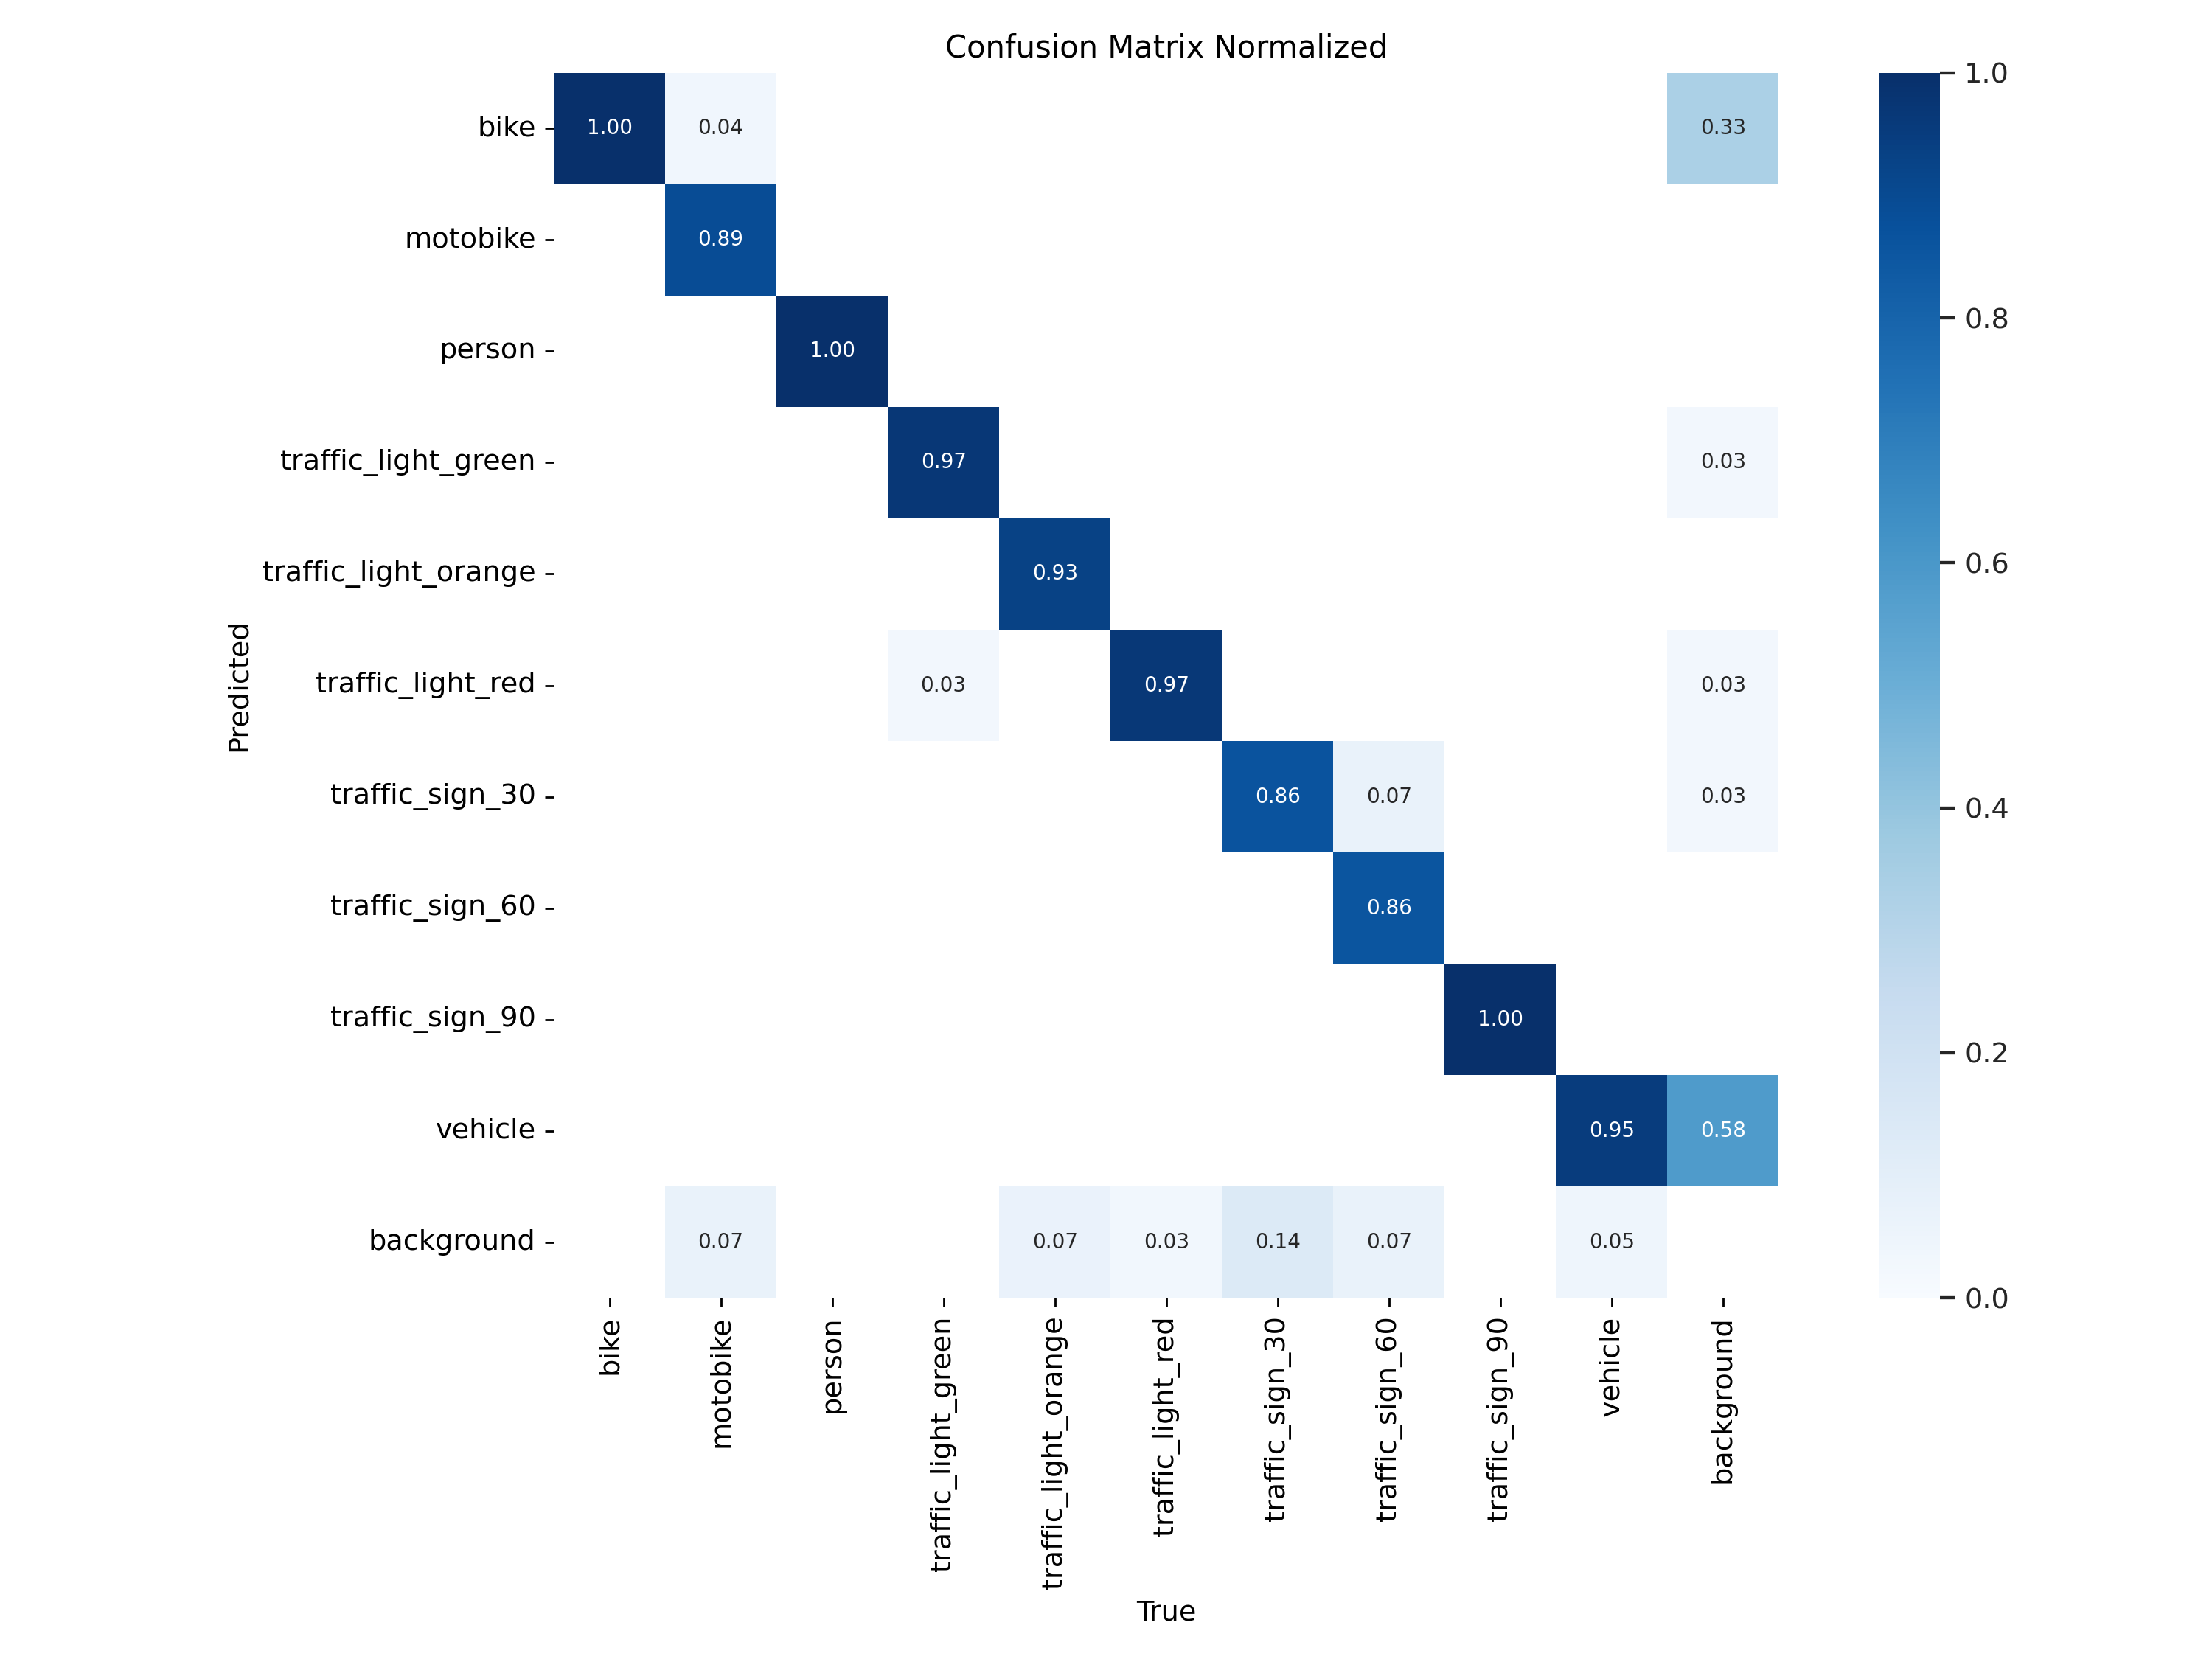 Confusion Matrix Normalized
bike 1.00 0.04 0.33 1.0
motobike 0.89
person 1.00 0.8
traffic_light_green 0.97 0.03
traffic_light_orange 0.93 0.6
Predicted
traffic_light_red 0.03 0.97 0.03
traffic_sign_30 0.86 0.07 0.03 0.4
traffic_sign_60 0.86
traffic_sign_90 1.00 0.2
vehicle 0.95 0.58
background 0.07 0.07 0.03 0.14 0.07 0.05 0.0
bike
motobike
person
traffic_light_green
traffic_light_orange
traffic_light_red
traffic_sign_30
traffic_sign_60
traffic_sign_90
vehicle
background
True